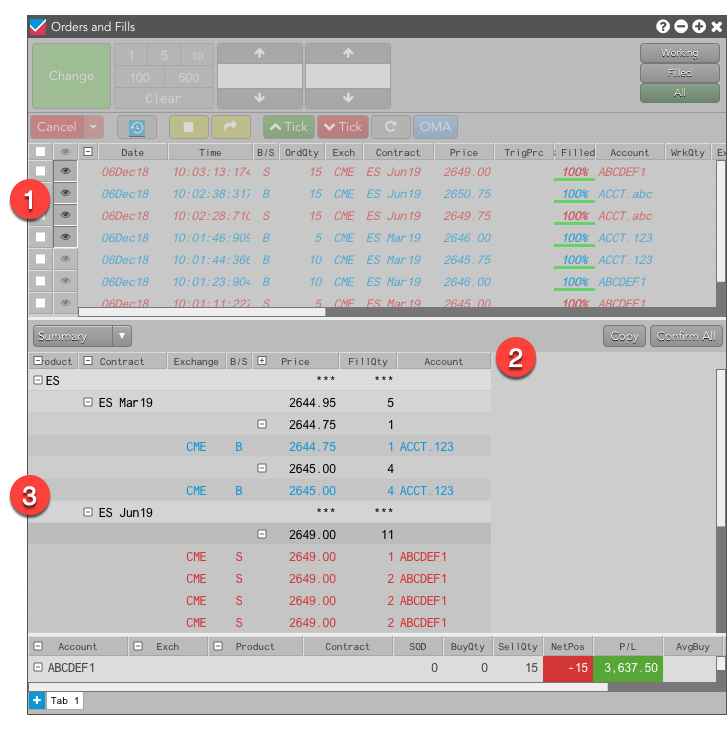 Orders and Fills
Change 1 5 10 Working
100 500 Filled
Clear All
Cancel Tick Tick C OMA
Date Time B/S OrdQty Exch Contract Price TrigPrc Filled Account WrkQty Ex
06Dec18 10:03:13:174 S 15 CME ES Jun19 2649.00 100% ABCDEF1
1
06Dec18 10:02:38:317 B 15 CME ES Jun19 2650.75 100% ACCT.abc
06Dec18 10:02:28:710 S 15 CME ES Jun19 2649.75 100% ACCT.abc
06Dec18 10:01:46:909 B 5 CME ES Mar19 2646.00 100% ACCT.123
06Dec18 10:01:44:366 B 10 CME ES Mar19 2645.75 100% ACCT.123
06Dec18 10:01:23:904 B 10 CME ES Mar19 2646.00 100% ABCDEF1
06Dec18 10:01:11:227 S 5 CME ES Mar19 2645.00 100% ABCDEF1
Summary Copy Confirm All
Product Contract Exchange B/S Price FillQty Account
2
ES *** ***
ES Mar19 2644.95 5
2644.75 1
CME B 2644.75 1 ACCT.123
2645.00 4
CME B 2645.00 4 ACCT.123
3
ES Jun19 *** ***
2649.00 11
CME S 2649.00 1 ABCDEF1
CME S 2649.00 2 ABCDEF1
CME S 2649.00 2 ABCDEF1
CME S 2649.00 2 ABCDEF1
Account Exch Product Contract SOD BuyQty SellQty NetPos P/L AvgBuy
ABCDEF1 0 0 15 -15 3,637.50
Tab 1